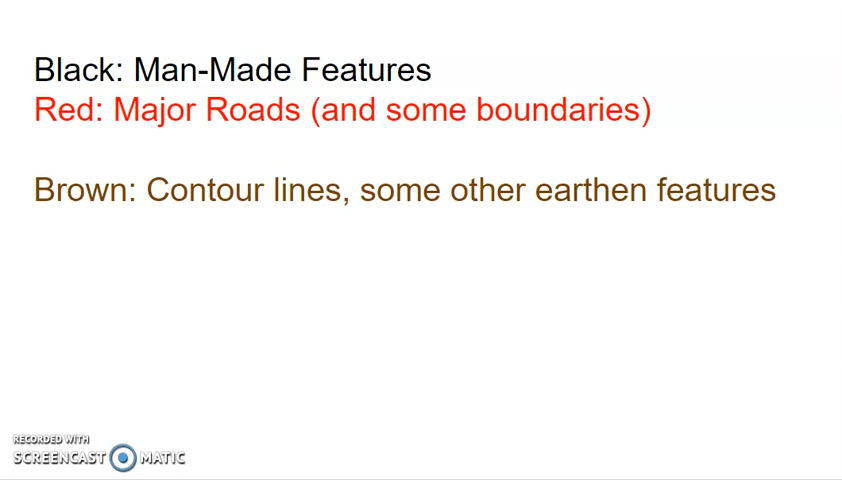 Black: Man-Made Features
Red: Major Roads (and some boundaries)
Brown: Contour lines, some other earthen features
RECORDED WITH
SCREENCAST MATIC